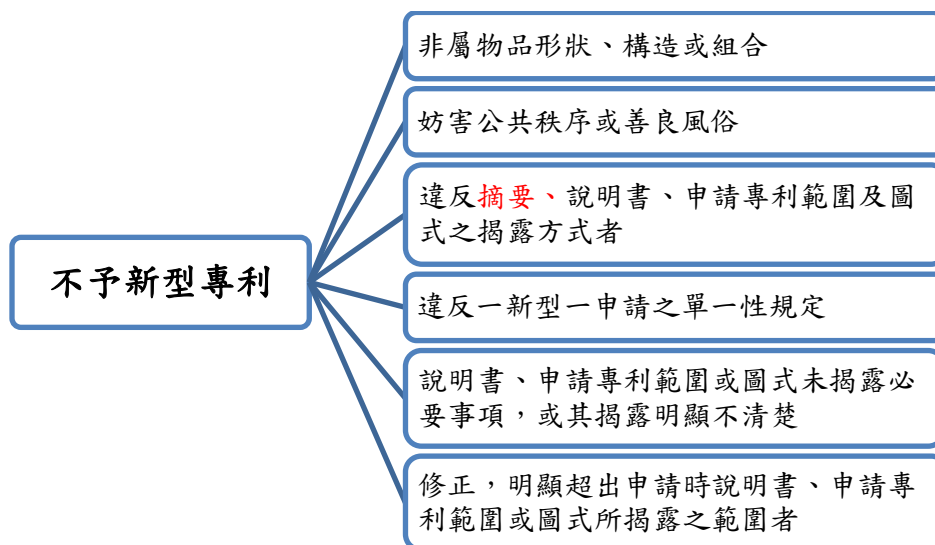 非屬物品形狀、構造或組合
妨害公共秩序或善良風俗
違反摘要、說明書、申請專利範圍及圖
式之揭露方式者
不予新型專利
違反一新型一申請之單一性規定
說明書、申請專利範圍或圖式未揭露必
要事項，或其揭露明顯不清楚
修正，明顯超出申請時說明書、申請專
利範圍或圖式所揭露之範圍者